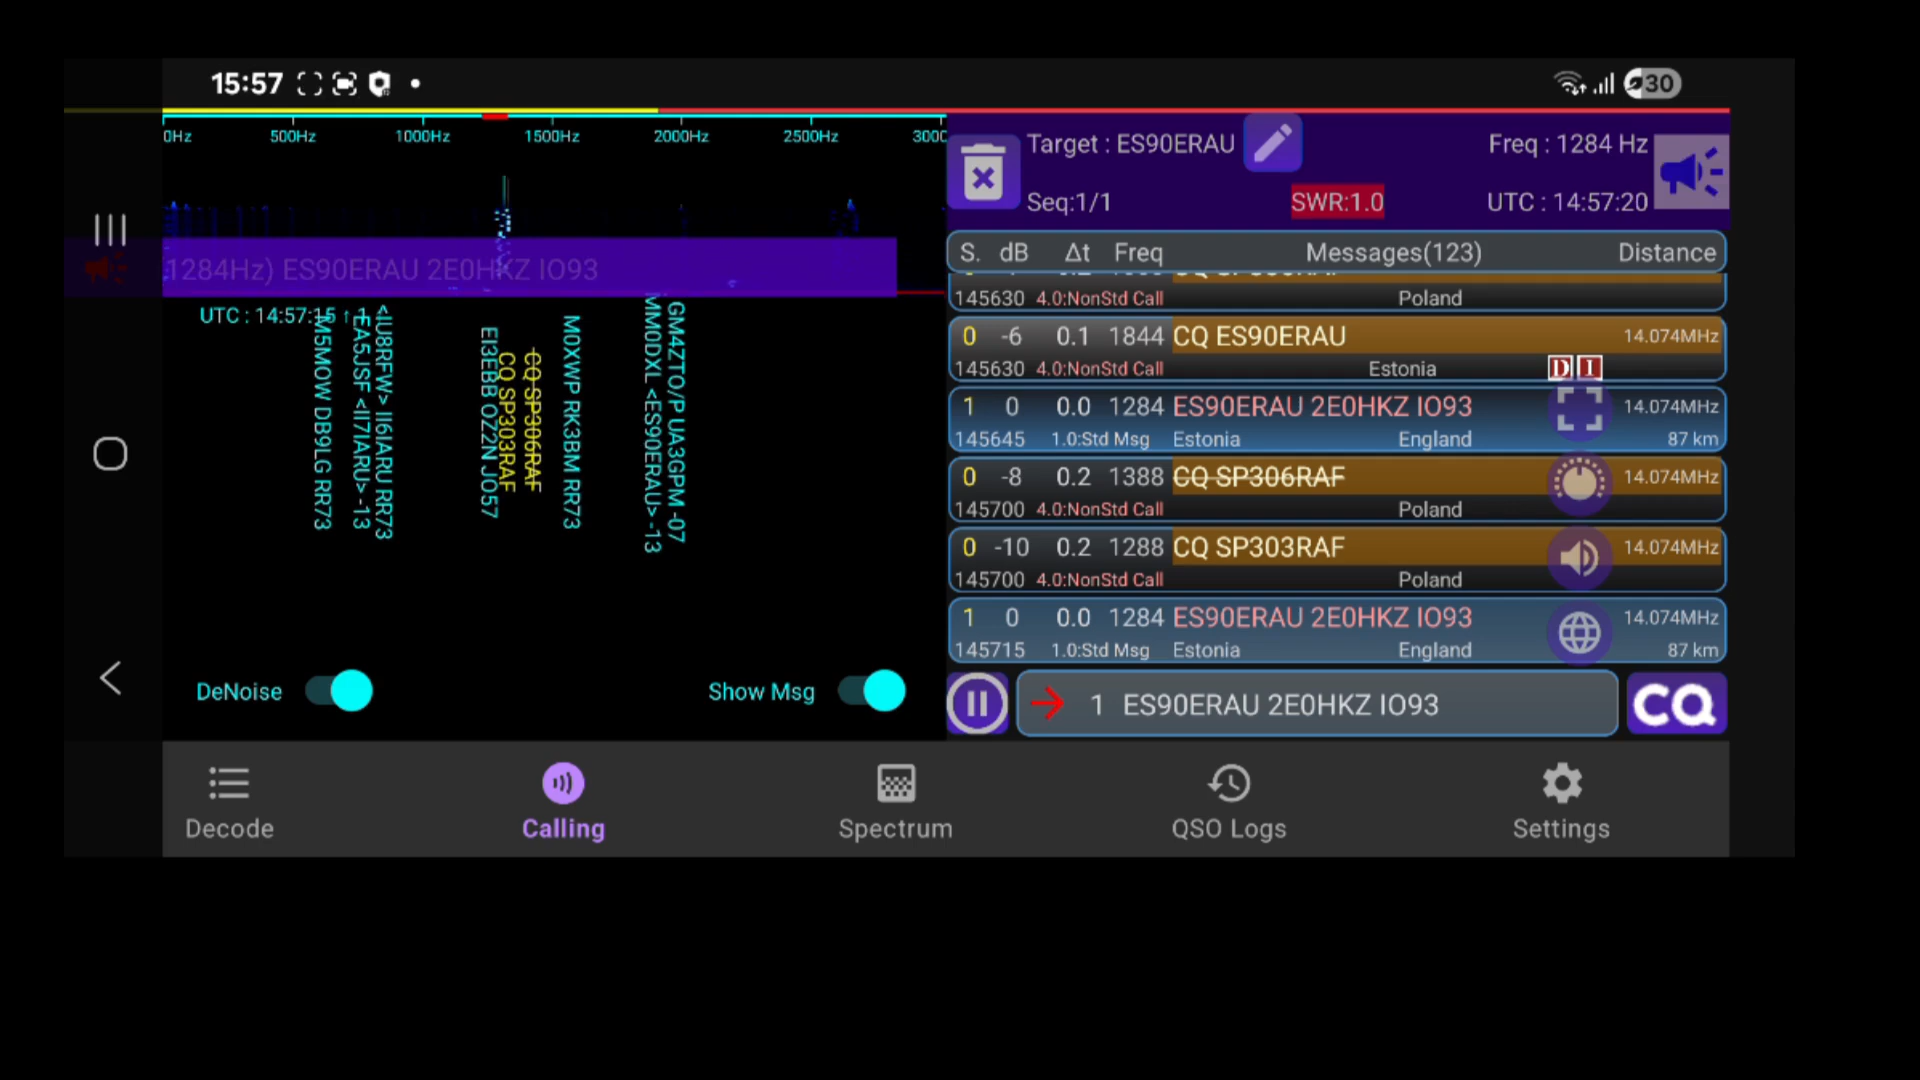 15:57
30
0Hz 500Hz 1000Hz 1500Hz 2000Hz 2500Hz 3000
1284Hz) ES90ERAU 2E0HKZ IO93
UTC : 14:57:15 ↑ 1
M5MOW DB9LG RR73
EA5JSF <II7IARU> -13
<IU8RFW> II6IARU RR73
EI3EBB OZ2N JO57
CQ SP303RAF
CQ SP306RAF
M0XWP RK3BM RR73
MM0DXL <ES90ERAU> -13
GM4ZTO/P UA3GPM -07
DeNoise
Show Msg
Target : ES90ERAU
Freq : 1284 Hz
Seq:1/1
SWR:1.0
UTC : 14:57:20
S. dB Δt Freq Messages(123) Distance
145630 4.0:NonStd Call Poland
0 -6 0.1 1844 CQ ES90ERAU 14.074MHz
145630 4.0:NonStd Call Estonia D I
1 0 0.0 1284 ES90ERAU 2E0HKZ IO93 14.074MHz
145645 1.0:Std Msg Estonia England 87 km
0 -8 0.2 1388 CQ SP306RAF 14.074MHz
145700 4.0:NonStd Call Poland
0 -10 0.2 1288 CQ SP303RAF 14.074MHz
145700 4.0:NonStd Call Poland
1 0 0.0 1284 ES90ERAU 2E0HKZ IO93 14.074MHz
145715 1.0:Std Msg Estonia England 87 km
1 ES90ERAU 2E0HKZ IO93
CQ
Decode
Calling
Spectrum
QSO Logs
Settings